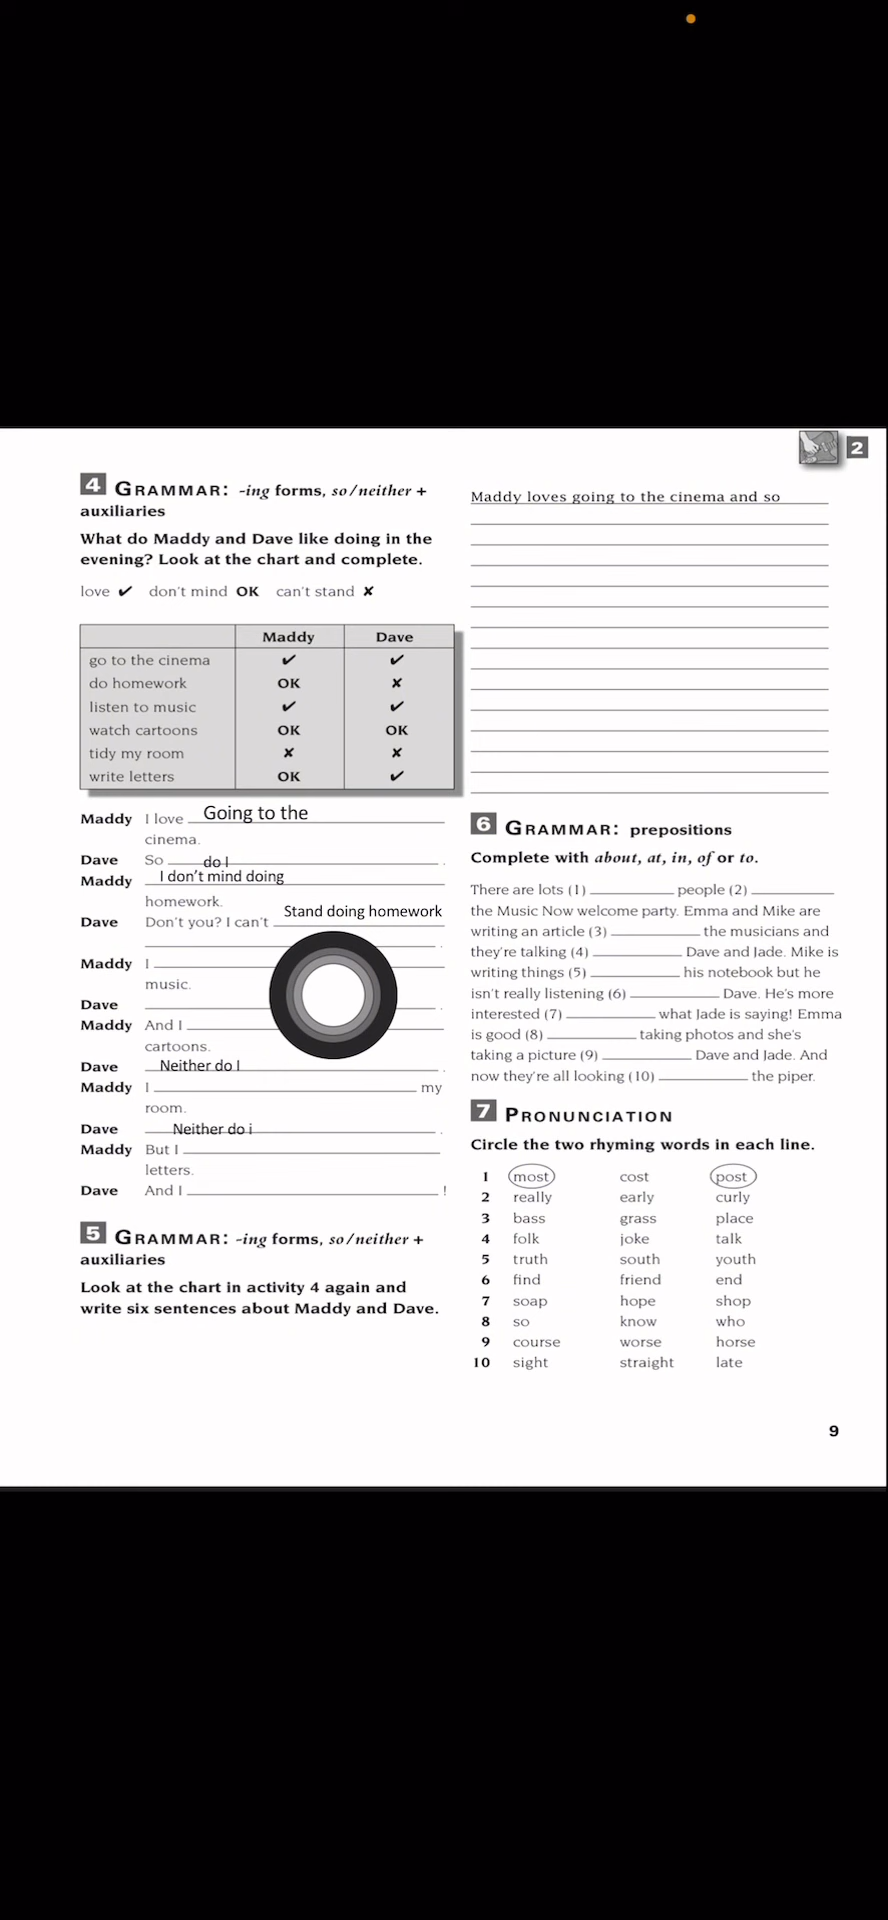 2
4 GRAMMAR: -ing forms, so/neither +
auxiliaries
What do Maddy and Dave like doing in the
evening? Look at the chart and complete.
love ✔ don't mind OK can't stand ✘
Maddy Dave
go to the cinema ✔ ✔
do homework OK ✘
listen to music ✔ ✔
watch cartoons OK OK
tidy my room ✘ ✘
write letters OK ✔
Maddy I love Going to the
cinema.
Dave So do I .
Maddy I don't mind doing
homework.
Dave Don't you? I can't Stand doing homework
.
Maddy I
music.
Dave .
Maddy And I
cartoons.
Dave Neither do I .
Maddy I my
room.
Dave Neither do i .
Maddy But I
letters.
Dave And I !
5 GRAMMAR: -ing forms, so/neither +
auxiliaries
Look at the chart in activity 4 again and
write six sentences about Maddy and Dave.
Maddy loves going to the cinema and so
6 GRAMMAR: prepositions
Complete with about, at, in, of or to.
There are lots (1) people (2)
the Music Now welcome party. Emma and Mike are
writing an article (3) the musicians and
they're talking (4) Dave and Jade. Mike is
writing things (5) his notebook but he
isn't really listening (6) Dave. He's more
interested (7) what Jade is saying! Emma
is good (8) taking photos and she's
taking a picture (9) Dave and Jade. And
now they're all looking (10) the piper.
7 PRONUNCIATION
Circle the two rhyming words in each line.
1 most cost post
2 really early curly
3 bass grass place
4 folk joke talk
5 truth south youth
6 find friend end
7 soap hope shop
8 so know who
9 course worse horse
10 sight straight late
9